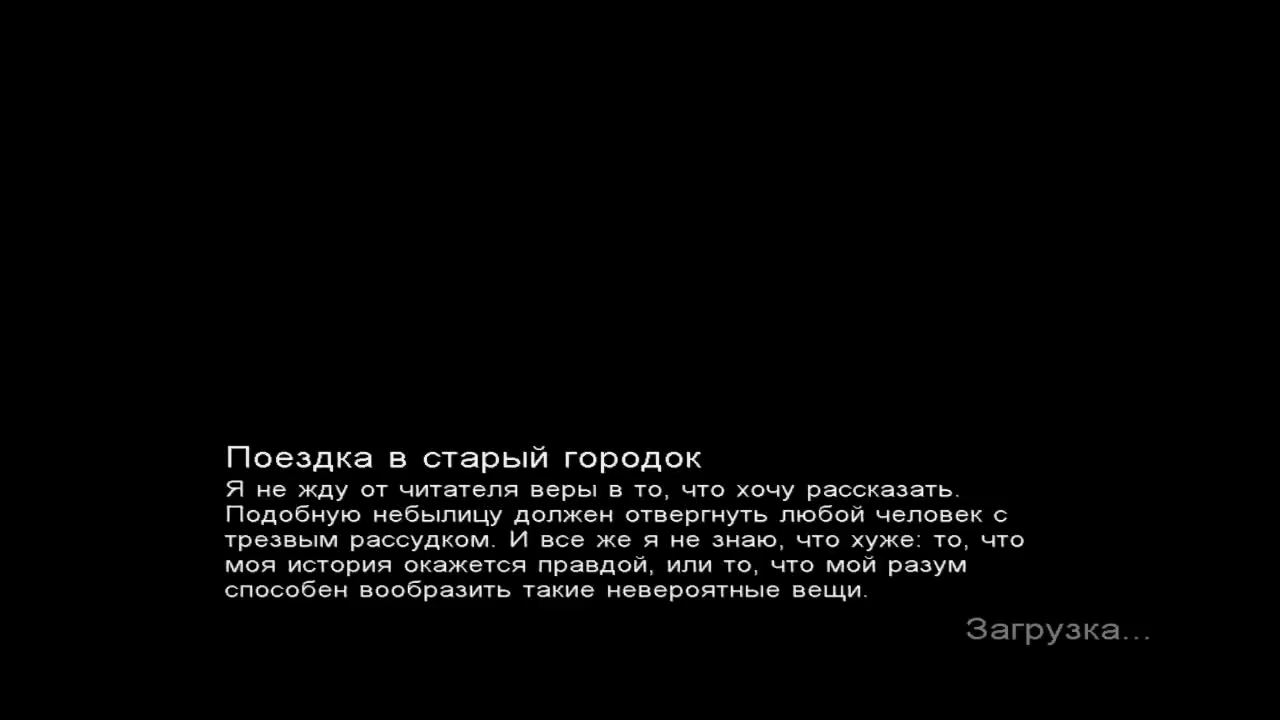 Поездка в старый городок
Я не жду от читателя веры в то, что хочу рассказать.
Подобную небылицу должен отвергнуть любой человек с
трезвым рассудком. И все же я не знаю, что хуже: то, что
моя история окажется правдой, или то, что мой разум
способен вообразить такие невероятные вещи.
Загрузка...